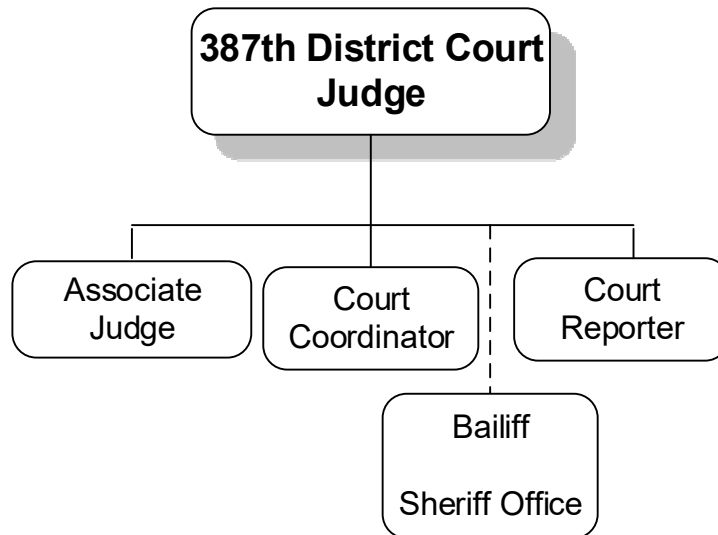 387th District Court
Judge
Associate
Judge
Court
Coordinator
Court
Reporter
Bailiff
Sheriff Office